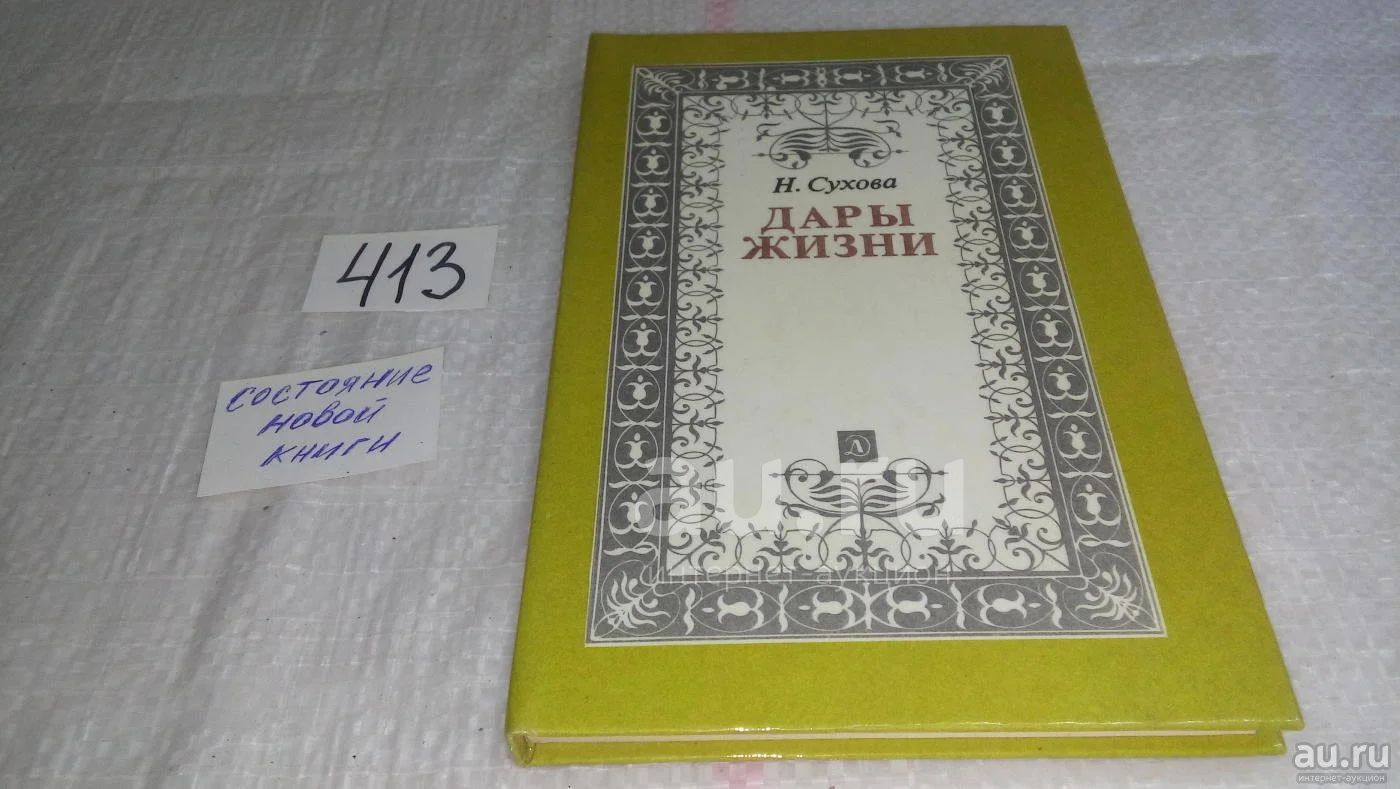 Н. Сухова
ДАРЫ
ЖИЗНИ
Д
413
состояние
новой
книги
au.ru
интернет-аукцион
au.ru
интернет-аукцион